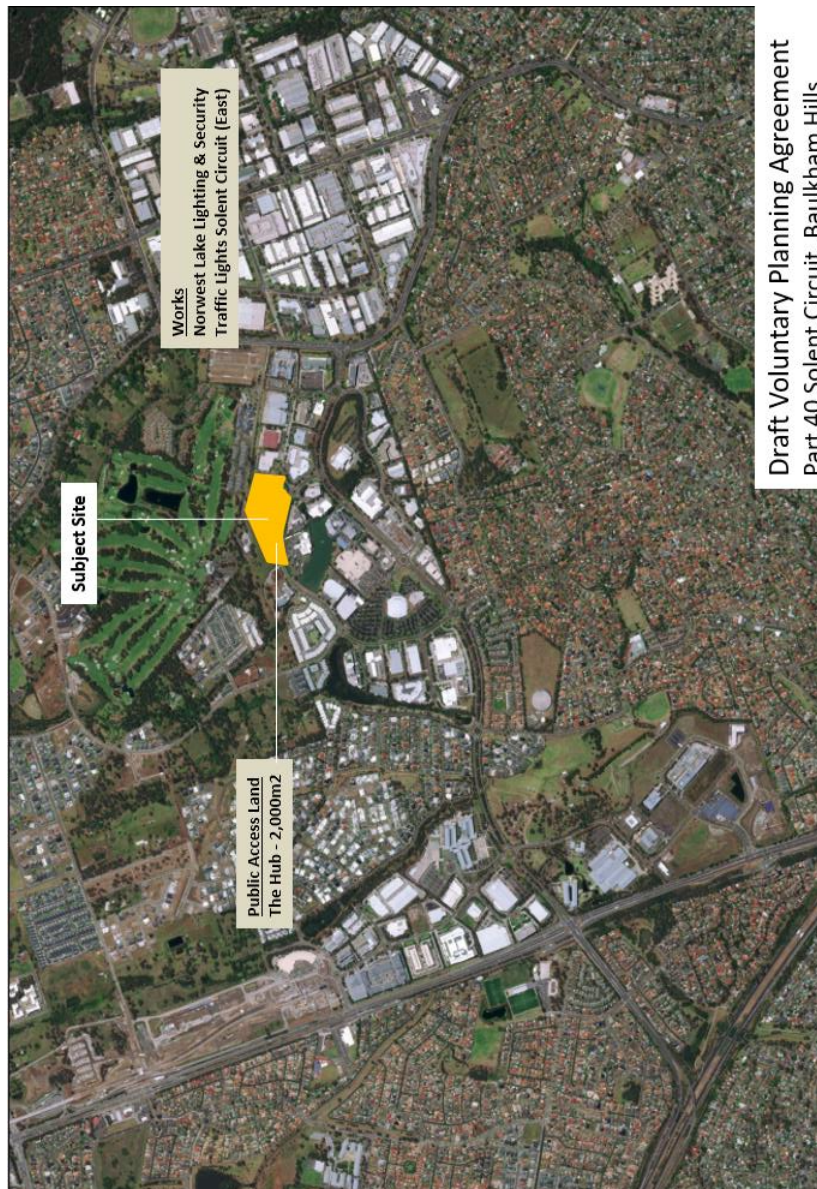 Works
Norwest Lake Lighting & Security
Traffic Lights Solent Circuit (East)
Subject Site
Public Access Land
The Hub – 2,000m2
Draft Voluntary Planning Agreement
Part 40 Solent Circuit, Baulkham Hills